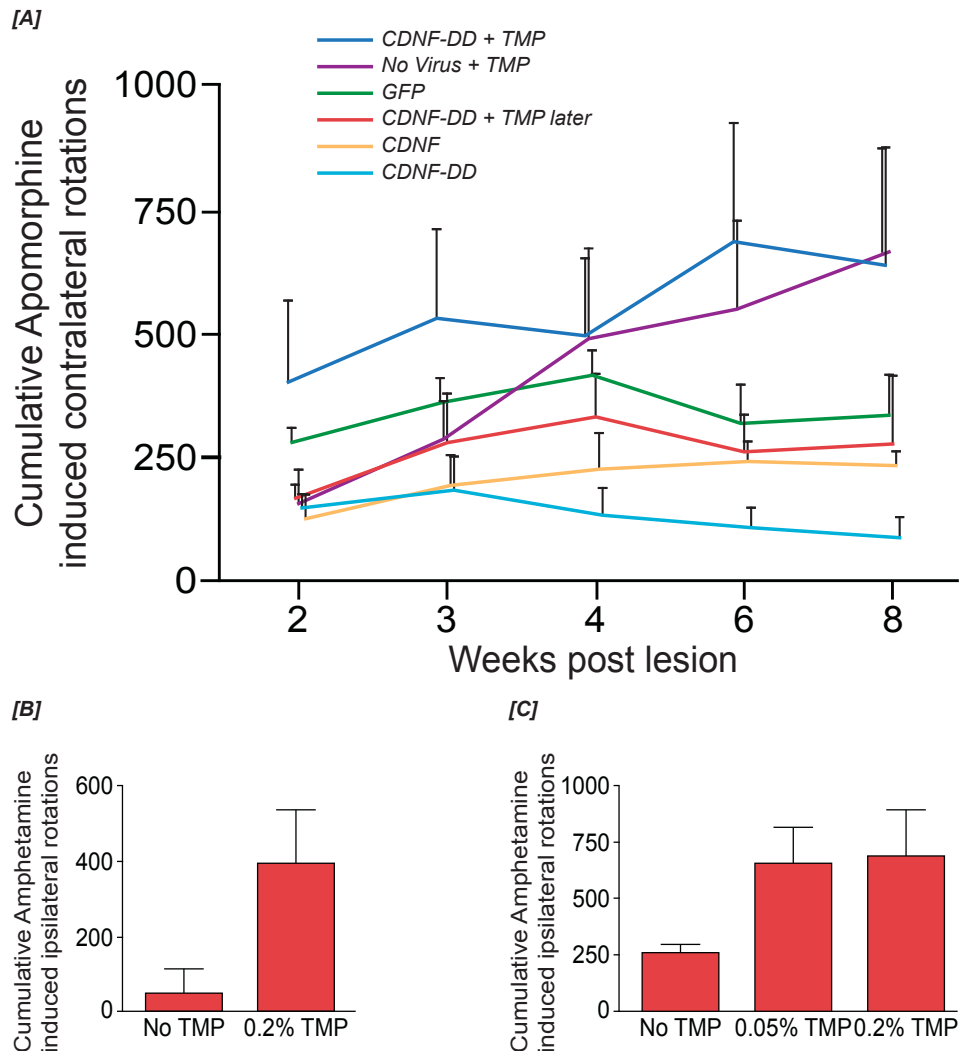 [A]
CDNF-DD + TMP
No Virus + TMP
GFP
CDNF-DD + TMP later
CDNF
CDNF-DD
Cumulative Apomorphine
induced contralateral rotations
1000
750
500
250
0
2 3 4 6 8
Weeks post lesion
[B]
Cumulative Amphetamine
induced ipsilateral rotations
600
400
200
0
No TMP 0.2% TMP
[C]
Cumulative Amphetamine
induced ipsilateral rotations
1000
750
500
250
0
No TMP 0.05% TMP 0.2% TMP